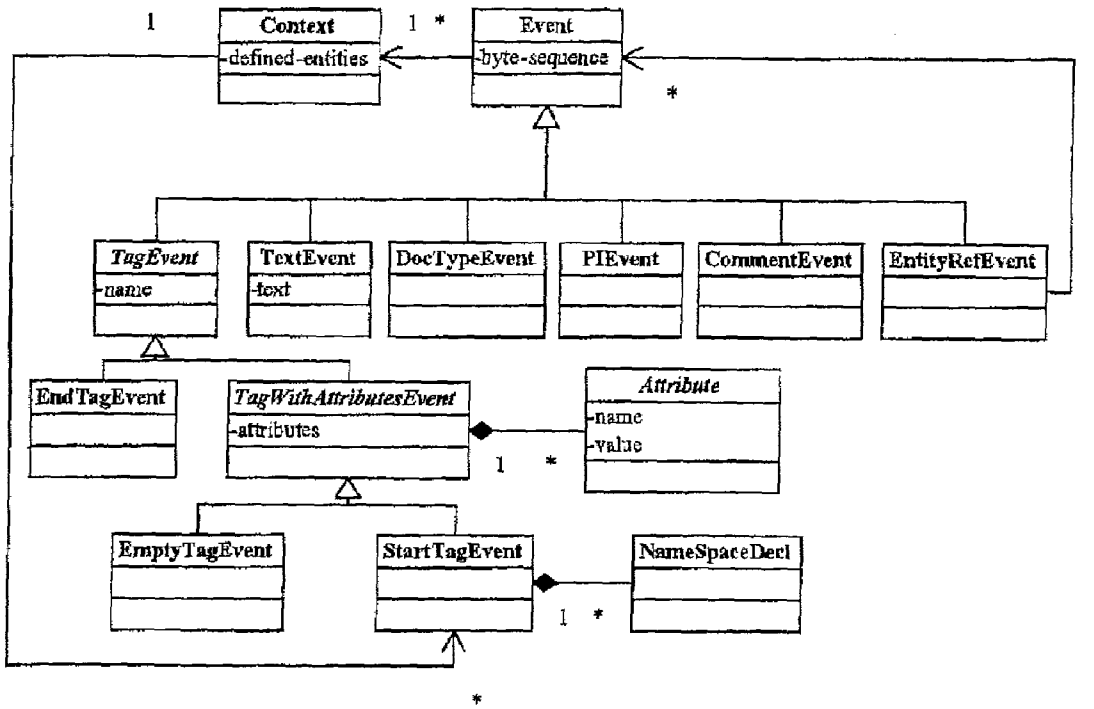 1
Context
-defined-entities
1 *
Event
-byte-sequence
*
TagEvent
-name
TextEvent
-text
DocTypeEvent
PIEvent
CommentEvent
EntityRefEvent
EndTagEvent
TagWithAttributesEvent
-attributes
1 *
Attribute
-name
-value
EmptyTagEvent
StartTagEvent
1 *
NameSpaceDecl
*